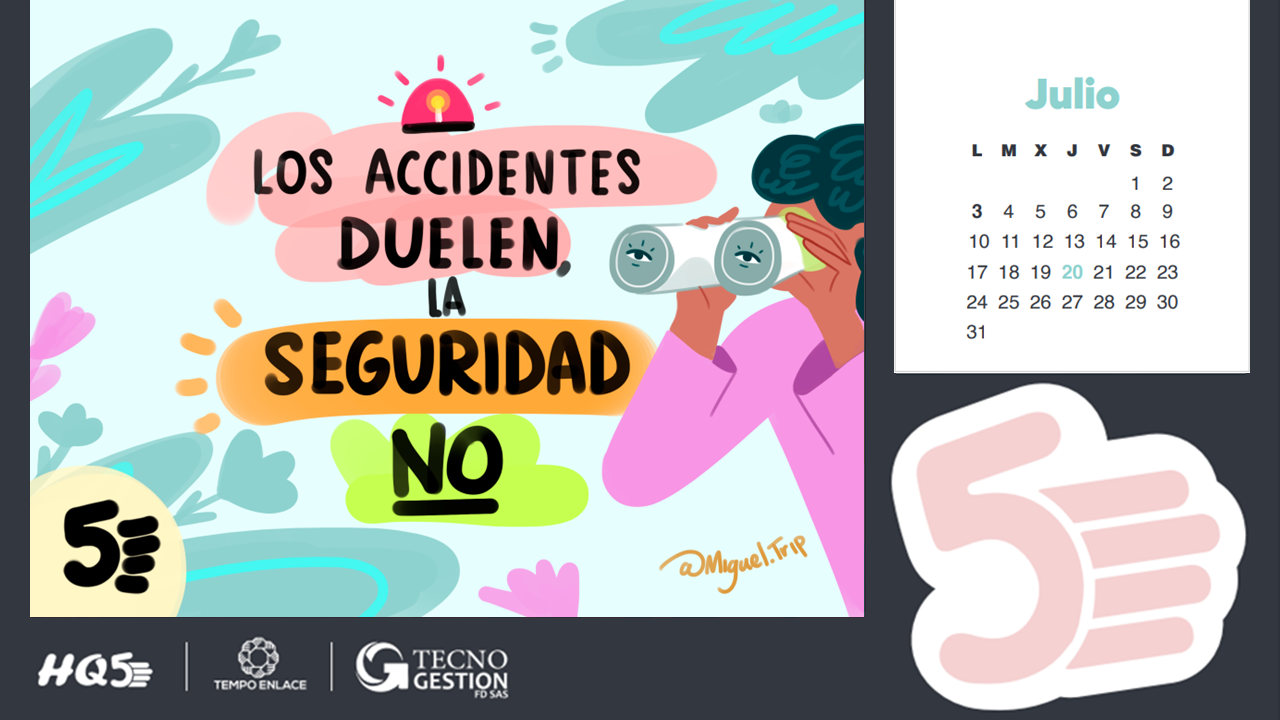 LOS ACCIDENTES
DUELEN,
LA
SEGURIDAD
NO
@Miguel.Trip
5
Julio
L M X J V S D
1 2
3 4 5 6 7 8 9
10 11 12 13 14 15 16
17 18 19 20 21 22 23
24 25 26 27 28 29 30
31
5
HQ5
TEMPO ENLACE
TECNO
GESTION
FD SAS